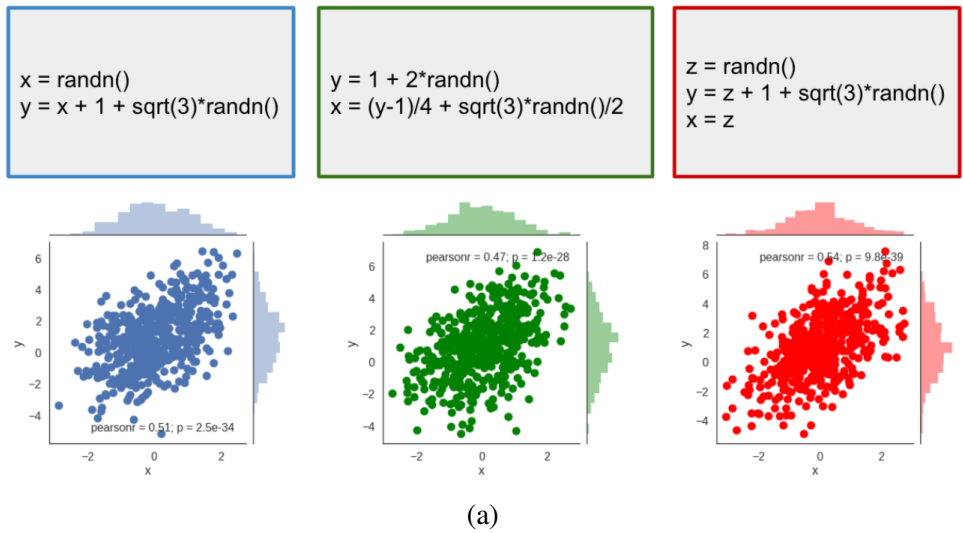 x = randn()
y = x + 1 + sqrt(3)*randn()
y = 1 + 2*randn()
x = (y-1)/4 + sqrt(3)*randn()/2
z = randn()
y = z + 1 + sqrt(3)*randn()
x = z
6
4
2
0
−2
−4
y
pearsonr = 0.51; p = 2.5e-34
−2
0
2
x
pearsonr = 0.47; p = 1.2e-28
6
4
2
0
−2
−4
y
−2
0
2
x
8
pearsonr = 0.54; p = 9.8e-39
6
4
2
0
−2
−4
y
−2
0
2
x
(a)